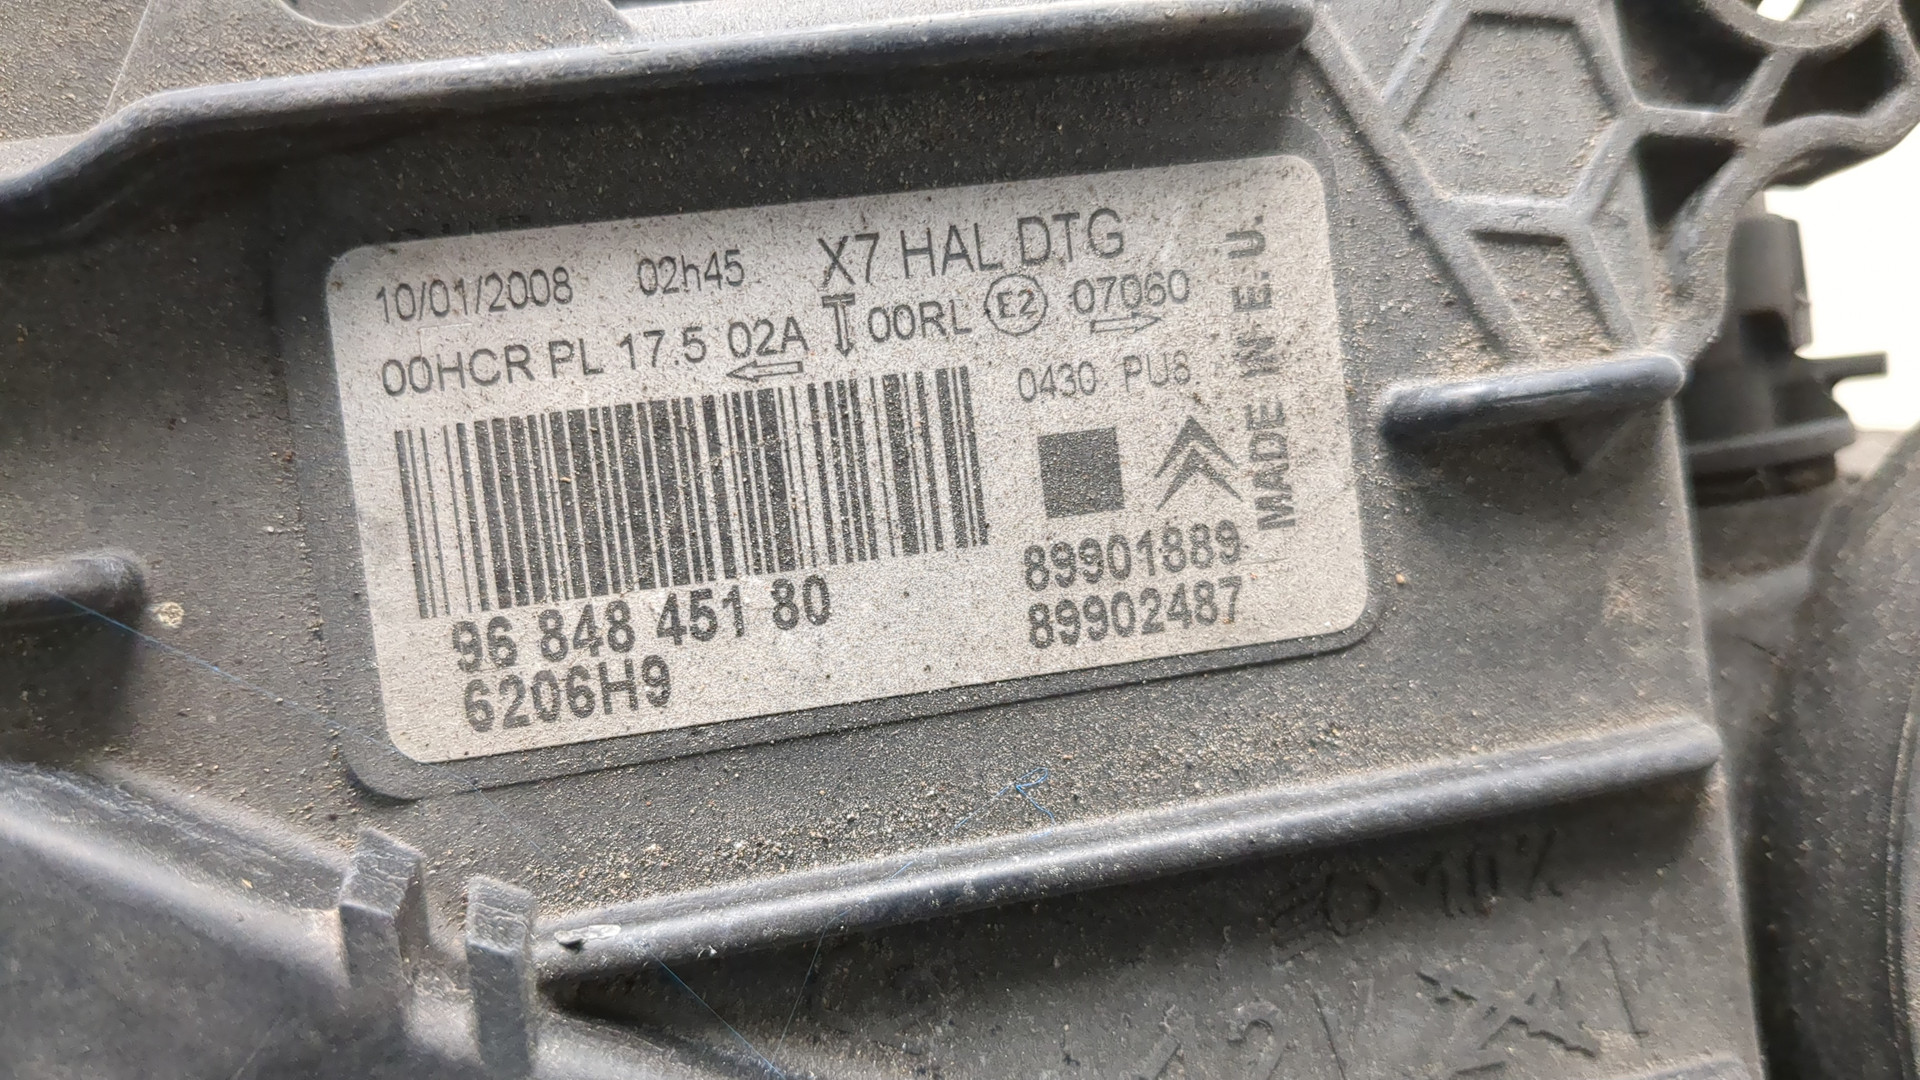 10/01/2008 02h45 X7 HAL DTG
00HCR PL 17.5 02A 00RL E2 07060
0430 PUS
MADE IN E.U.
96 848 451 80
6206H9
89901889
89902487